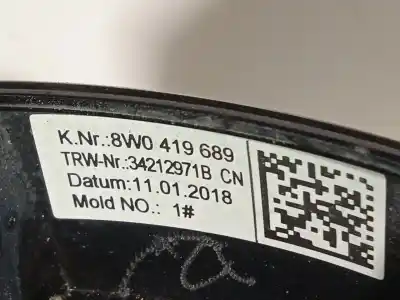 K.Nr.:8W0 419 689
TRW-Nr.:34212971B CN
Datum:11.01.2018
Mold NO.: 1#